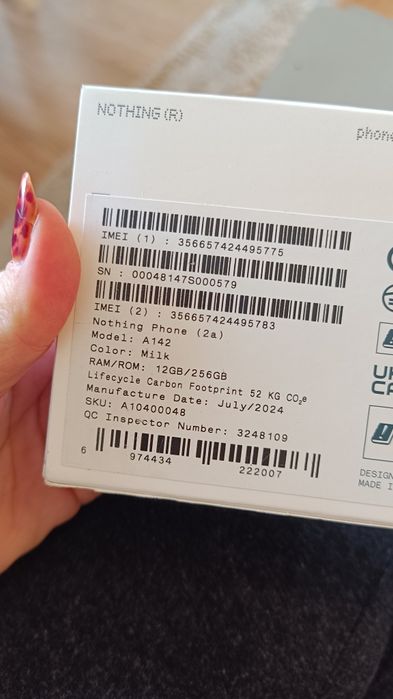 NOTHING (R)
phone
IMEI (1) : 356657424495775
SN : 00048147S000579
IMEI (2) : 356657424495783
Nothing Phone (2a)
Model: A142
Color: Milk
RAM/ROM: 12GB/256GB
Lifecycle Carbon Footprint 52 KG CO₂e
Manufacture Date: July/2024
SKU: A10400048
QC Inspector Number: 3248109
6 974434 222007
UK
CA
DESIGN
MADE I